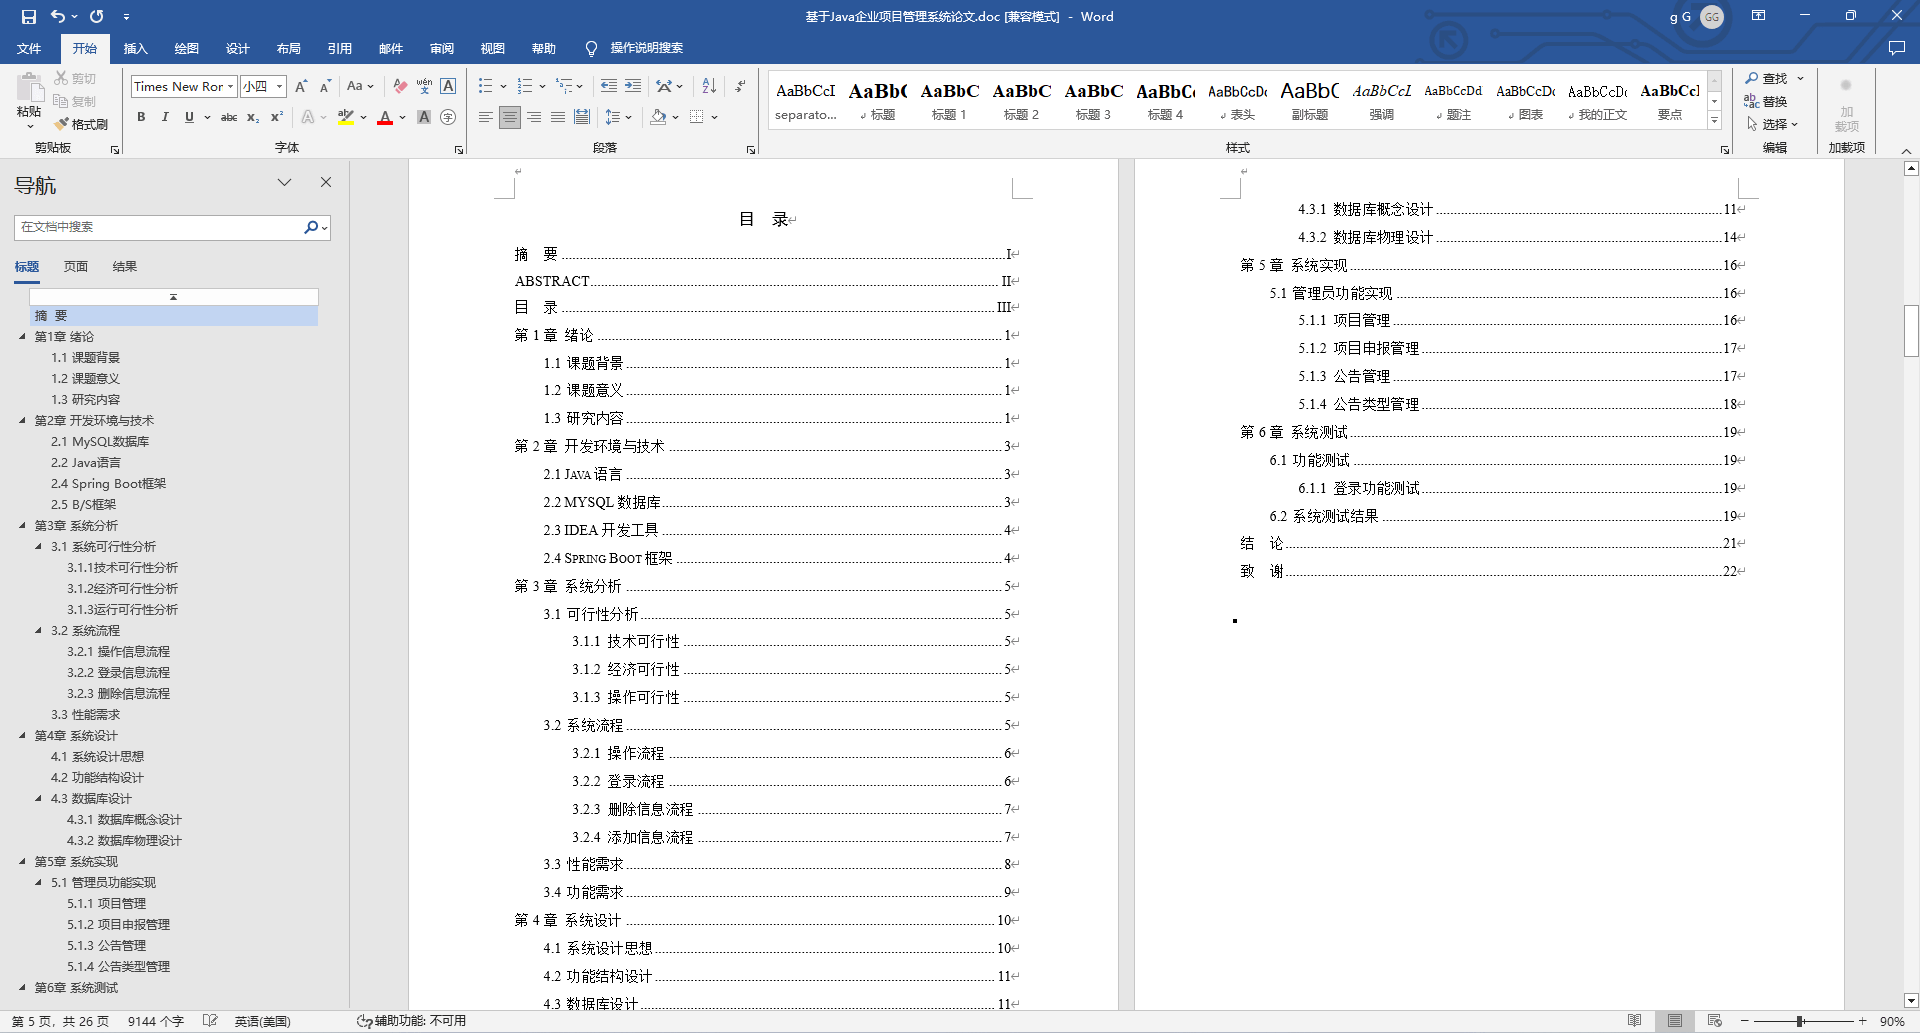 基于Java企业项目管理系统论文.doc [兼容模式] - Word
g G
GG
文件 开始 插入 绘图 设计 布局 引用 邮件 审阅 视图 帮助 操作说明搜索
粘贴
剪切
复制
格式刷
剪贴板
Times New Ror
小四
字体
段落
AaBbCcI AaBb( AaBbC AaBbC AaBbC AaBbC( AaBbCcDc AaBbC AaBbCcL AaBbCcDd AaBbCcDc AaBbCcDc AaBbCcl
separato... 标题 标题 1 标题 2 标题 3 标题 4 表头 副标题 强调 题注 图表 我的正文 要点
样式
查找
替换
选择
编辑
加载项
加载项
导航
在文档中搜索
标题 页面 结果
摘 要
第1章 绪论
1.1 课题背景
1.2 课题意义
1.3 研究内容
第2章 开发环境与技术
2.1 MySQL数据库
2.2 Java语言
2.4 Spring Boot框架
2.5 B/S框架
第3章 系统分析
3.1 系统可行性分析
3.1.1技术可行性分析
3.1.2经济可行性分析
3.1.3运行可行性分析
3.2 系统流程
3.2.1 操作信息流程
3.2.2 登录信息流程
3.2.3 删除信息流程
3.3 性能需求
第4章 系统设计
4.1 系统设计思想
4.2 功能结构设计
4.3 数据库设计
4.3.1 数据库概念设计
4.3.2 数据库物理设计
第5章 系统实现
5.1 管理员功能实现
5.1.1 项目管理
5.1.2 项目申报管理
5.1.3 公告管理
5.1.4 公告类型管理
第6章 系统测试
目 录
摘 要 I
ABSTRACT II
目 录 III
第 1 章 绪论 1
1.1 课题背景 1
1.2 课题意义 1
1.3 研究内容 1
第 2 章 开发环境与技术 3
2.1 JAVA 语言 3
2.2 MYSQL 数据库 3
2.3 IDEA 开发工具 4
2.4 SPRING BOOT 框架 4
第 3 章 系统分析 5
3.1 可行性分析 5
3.1.1 技术可行性 5
3.1.2 经济可行性 5
3.1.3 操作可行性 5
3.2 系统流程 5
3.2.1 操作流程 6
3.2.2 登录流程 6
3.2.3 删除信息流程 7
3.2.4 添加信息流程 7
3.3 性能需求 8
3.4 功能需求 9
第 4 章 系统设计 10
4.1 系统设计思想 10
4.2 功能结构设计 11
4.3 数据库设计 11
4.3.1 数据库概念设计 11
4.3.2 数据库物理设计 14
第 5 章 系统实现 16
5.1 管理员功能实现 16
5.1.1 项目管理 16
5.1.2 项目申报管理 17
5.1.3 公告管理 17
5.1.4 公告类型管理 18
第 6 章 系统测试 19
6.1 功能测试 19
6.1.1 登录功能测试 19
6.2 系统测试结果 19
结 论 21
致 谢 22
第 5 页，共 26 页 9144 个字 英语(美国) 辅助功能: 不可用 90%